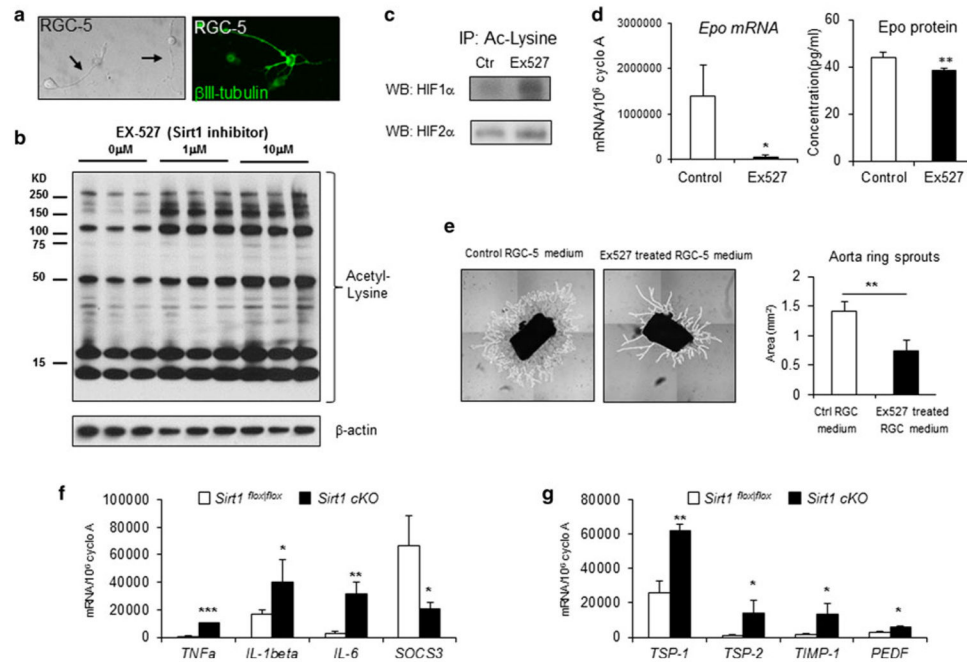 a
RGC-5
RGC-5
βIII-tubulin
b
EX-527 (Sirt1 inhibitor)
0μM 1μM 10μM
KD
250
150
100
75
50
15
Acetyl-
Lysine
β-actin
c
IP: Ac-Lysine
Ctr Ex527
WB: HIF1α
WB: HIF2α
d
Epo mRNA
mRNA/10⁶ cyclo A
3000000
2000000
1000000
0
*
Control Ex527
Epo protein
Concentration(pg/ml)
60
40
20
0
**
Control Ex527
e
Control RGC-5 medium
Ex527 treated RGC-5 medium
Aorta ring sprouts
**
Area (mm²)
2
1.5
1
0.5
0
Ctrl RGC
medium
Ex527 treated
RGC medium
f
Sirt1 flox/flox Sirt1 cKO
mRNA/10⁶ cyclo A
100000
80000
60000
40000
20000
0
*** * ** *
TNFa IL-1beta IL-6 SOCS3
g
Sirt1 flox/flox Sirt1 cKO
mRNA/10⁶ cyclo A
80000
60000
40000
20000
0
** * * *
TSP-1 TSP-2 TIMP-1 PEDF